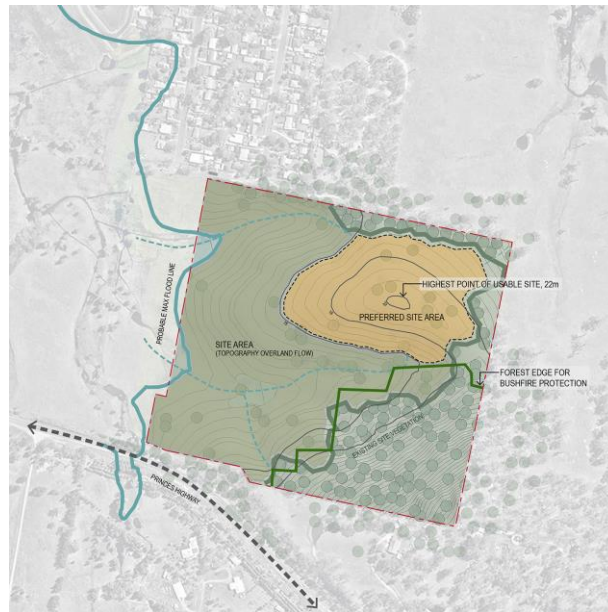 PROBABLE MAX FLOOD LINE
HIGHEST POINT OF USABLE SITE, 22m
PREFERRED SITE AREA
SITE AREA
(TOPOGRAPHY OVERLAND FLOW)
FOREST EDGE FOR
BUSHFIRE PROTECTION
EXISTING SITE VEGETATION
PRINCES HIGHWAY